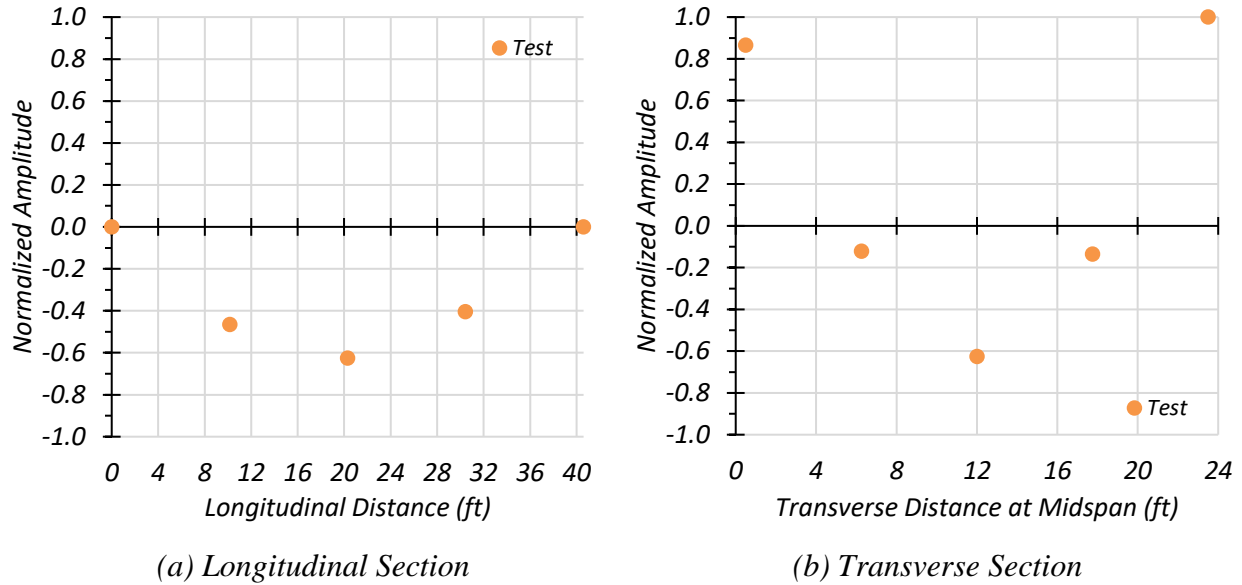 1.0
0.8
0.6
0.4
0.2
0.0
-0.2
-0.4
-0.6
-0.8
-1.0
Normalized Amplitude
Test
0 4 8 12 16 20 24 28 32 36 40
Longitudinal Distance (ft)
(a) Longitudinal Section
1.0
0.8
0.6
0.4
0.2
0.0
-0.2
-0.4
-0.6
-0.8
-1.0
Normalized Amplitude
Test
0 4 8 12 16 20 24
Transverse Distance at Midspan (ft)
(b) Transverse Section